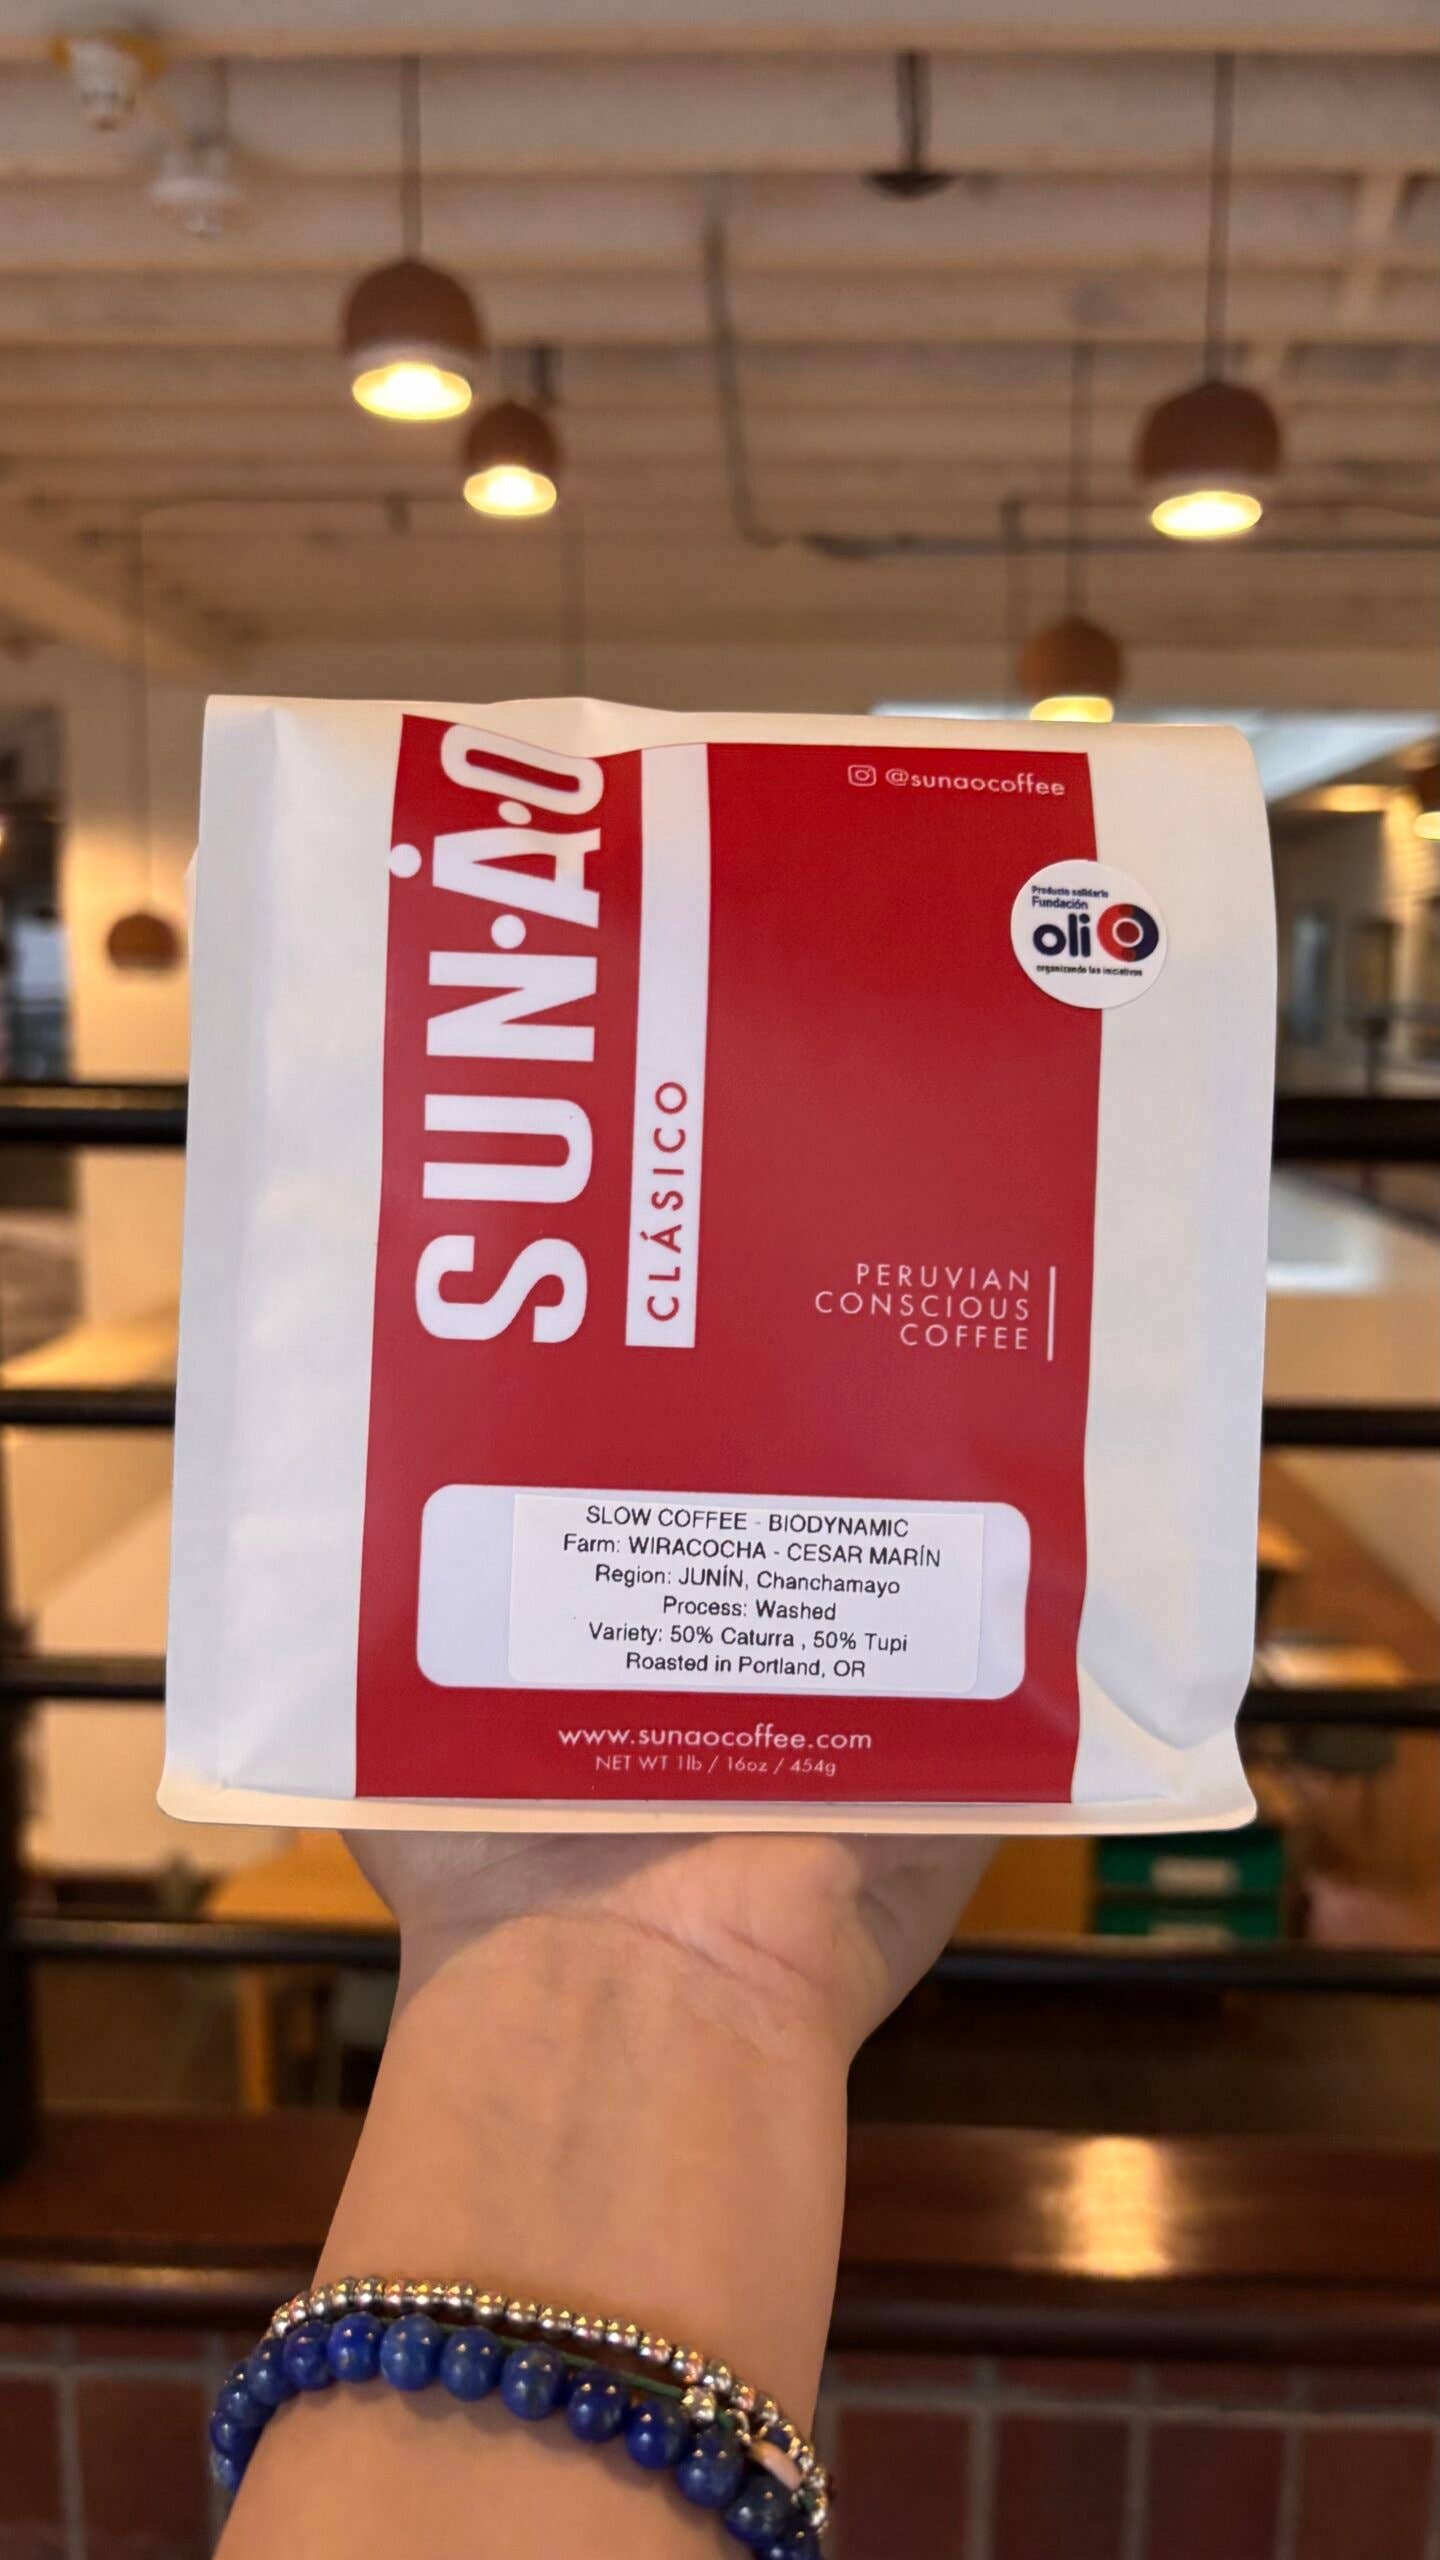 SUNAO
CLÁSICO
@sunaocoffee
Producto solidario
Fundación
oli
organizando las iniciativas
PERUVIAN
CONSCIOUS
COFFEE
SLOW COFFEE - BIODYNAMIC
Farm: WIRACOCHA - CESAR MARÍN
Region: JUNÍN, Chanchamayo
Process: Washed
Variety: 50% Caturra , 50% Tupi
Roasted in Portland, OR
www.sunaocoffee.com
NET WT 1lb / 16oz / 454g